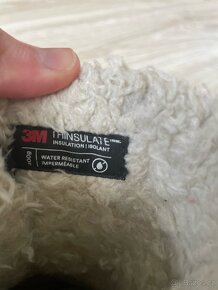 3M THINSULATE
INSULATION | ISOLANT
WATER RESISTANT
IMPERMÉABLE